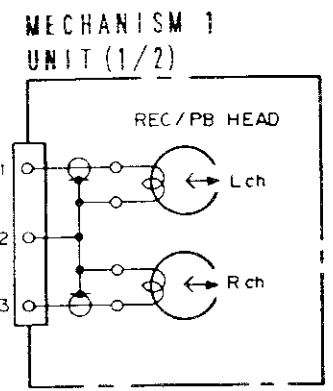 MECHANISM 1
UNIT (1/2)
REC/PB HEAD
1
Lch
2
Rch
3